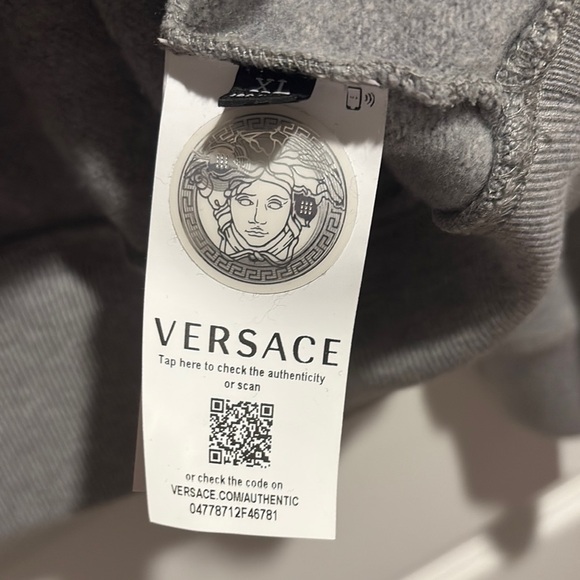 XL
VERSACE
Tap here to check the authenticity
or scan
or check the code on
VERSACE.COM/AUTHENTIC
04778712F46781